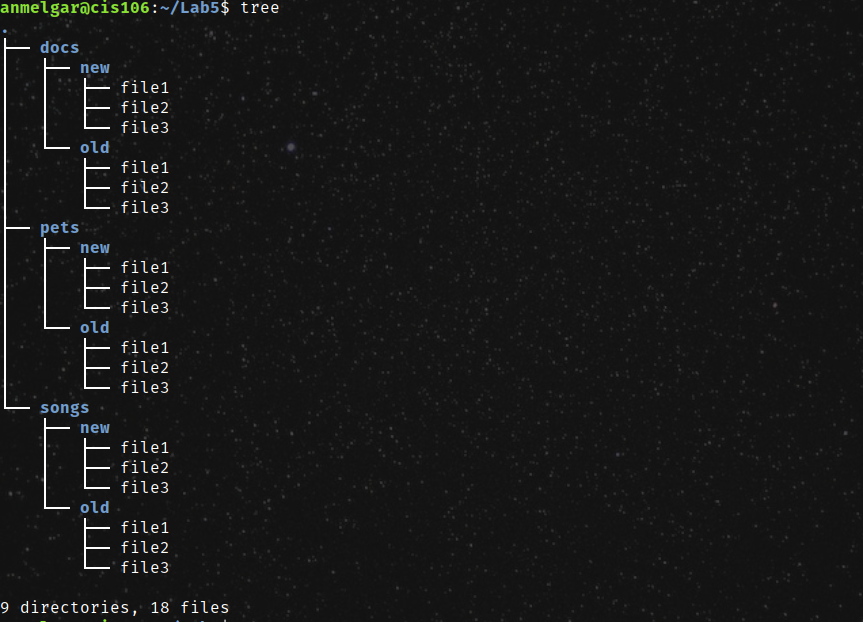 anmelgar@cis106:~/Lab5$ tree
.
├── docs
│   ├── new
│   │   ├── file1
│   │   ├── file2
│   │   └── file3
│   └── old
│       ├── file1
│       ├── file2
│       └── file3
├── pets
│   ├── new
│   │   ├── file1
│   │   ├── file2
│   │   └── file3
│   └── old
│       ├── file1
│       ├── file2
│       └── file3
└── songs
    ├── new
    │   ├── file1
    │   ├── file2
    │   └── file3
    └── old
        ├── file1
        ├── file2
        └── file3
9 directories, 18 files